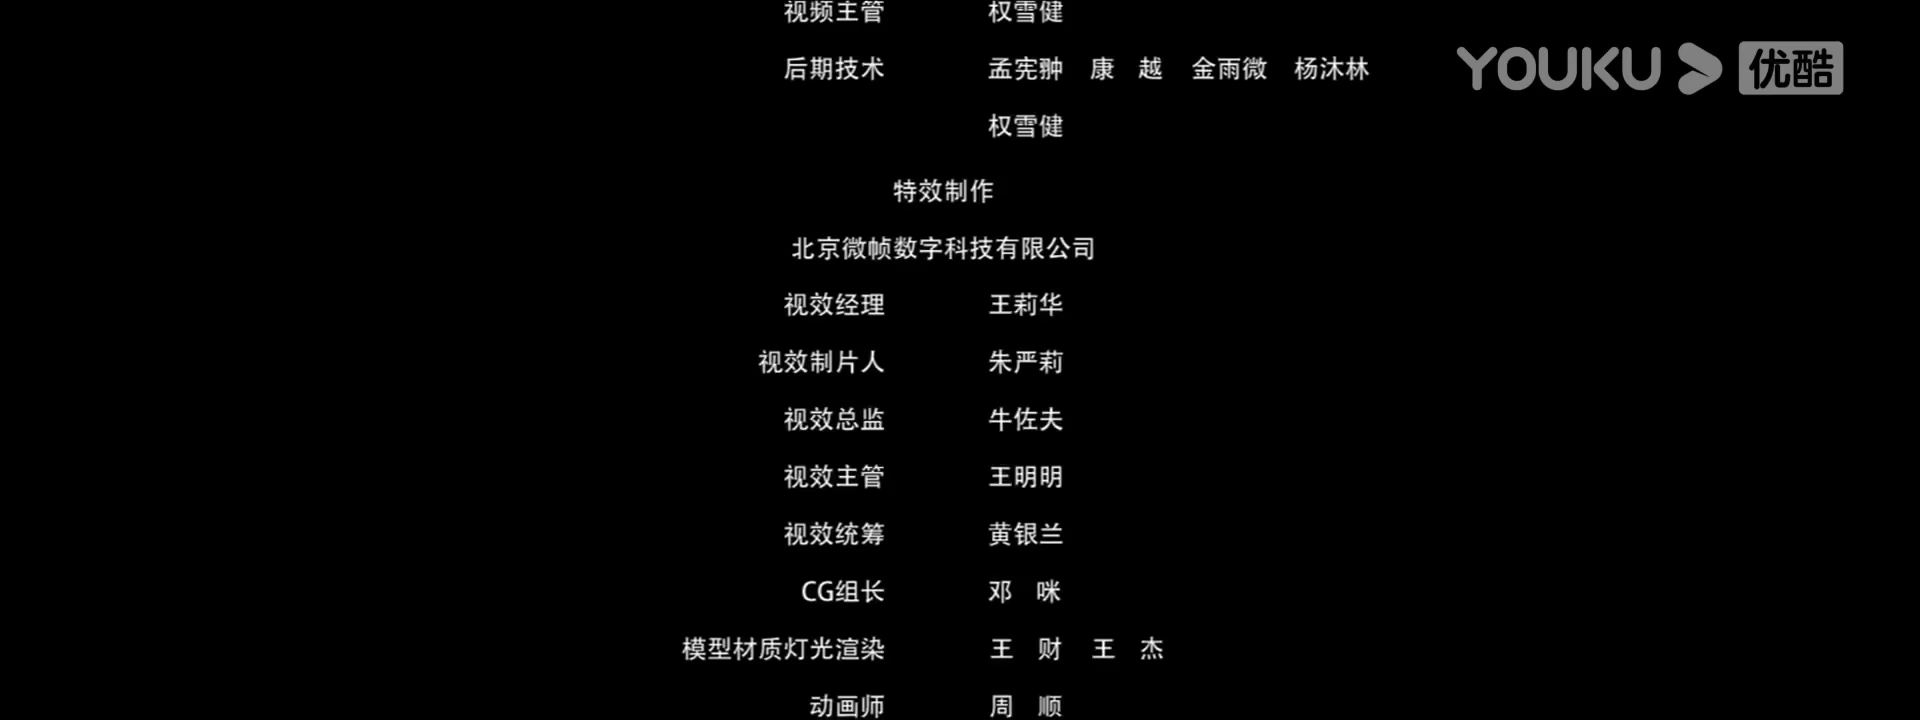 视频主管 权雪健
YOUKU 优酷
后期技术 孟宪翀 康 越 金雨微 杨沐林
权雪健
特效制作
北京微帧数字科技有限公司
视效经理 王莉华
视效制片人 朱严莉
视效总监 牛佐夫
视效主管 王明明
视效统筹 黄银兰
CG组长 邓 咪
模型材质灯光渲染 王 财 王 杰
动画师 周 顺